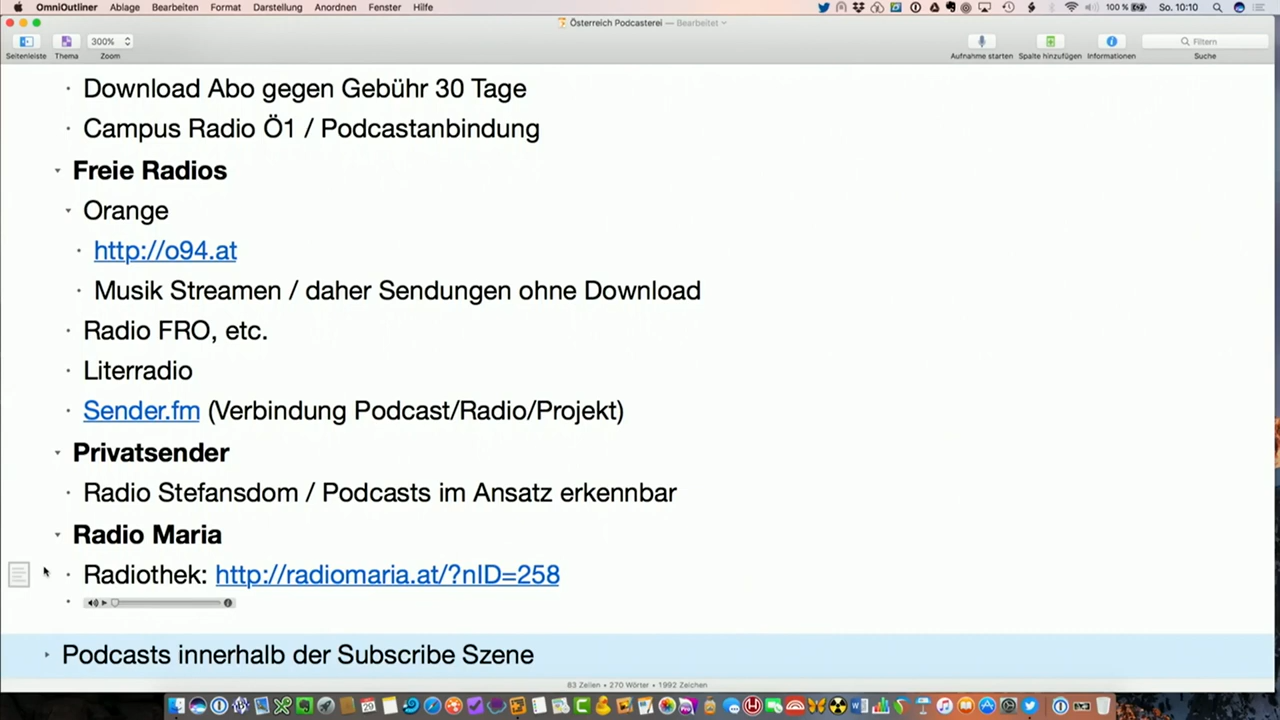 OmniOutliner Ablage Bearbeiten Format Darstellung Anordnen Fenster Hilfe 100 % So. 10:10
Österreich Podcasterei — Bearbeitet
300%
Filtern
Seitenleiste Thema Zoom Aufnahme starten Spalte hinzufügen Informationen Suche
Download Abo gegen Gebühr 30 Tage
Campus Radio Ö1 / Podcastanbindung
Freie Radios
Orange
http://o94.at
Musik Streamen / daher Sendungen ohne Download
Radio FRO, etc.
Literradio
Sender.fm (Verbindung Podcast/Radio/Projekt)
Privatsender
Radio Stefansdom / Podcasts im Ansatz erkennbar
Radio Maria
Radiothek: http://radiomaria.at/?nID=258
Podcasts innerhalb der Subscribe Szene
83 Zeilen • 270 Wörter • 1992 Zeichen